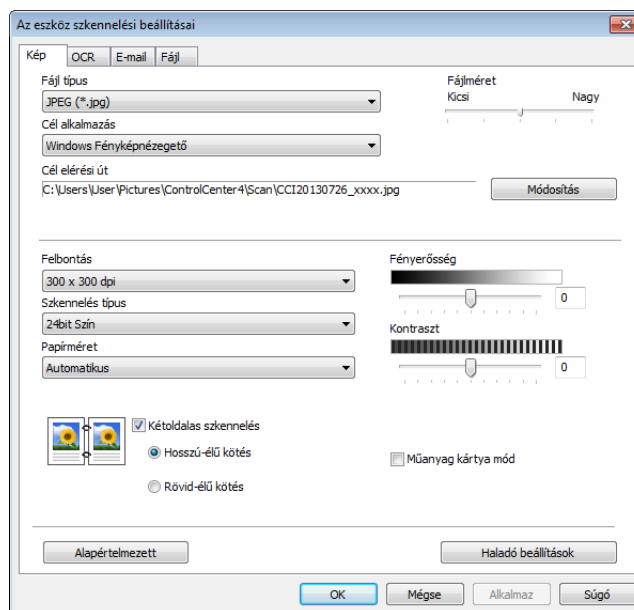 Az eszköz szkennelési beállításai
Kép OCR E-mail Fájl
Fájl típus
JPEG (*.jpg)
Fájlméret
Kicsi Nagy
Cél alkalmazás
Windows Fényképnézegető
Cél elérési út
C:\Users\User\Pictures\ControlCenter4\Scan\CCI20130726_xxxx.jpg
Módosítás
Felbontás
300 x 300 dpi
Szkennelés típus
24bit Szín
Papírméret
Automatikus
Fényerősség
0
Kontraszt
0
Kétoldalas szkennelés
Hosszú-élű kötés
Rövid-élű kötés
Műanyag kártya mód
Alapértelmezett
Haladó beállítások
OK Mégse Alkalmaz Súgó